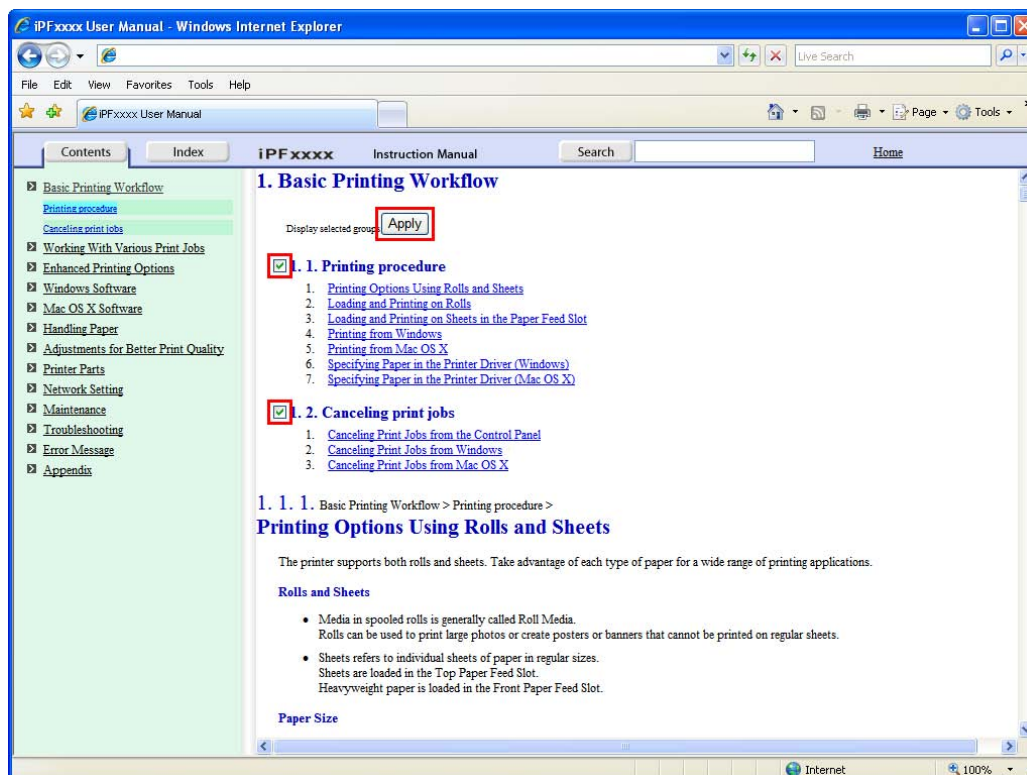 iPFxxxx User Manual - Windows Internet Explorer
Live Search
File Edit View Favorites Tools Help
iPFxxxx User Manual
Page Tools
Contents Index iPFxxxx Instruction Manual Search Home
Basic Printing Workflow
Printing procedure
Canceling print jobs
Working With Various Print Jobs
Enhanced Printing Options
Windows Software
Mac OS X Software
Handling Paper
Adjustments for Better Print Quality
Printer Parts
Network Setting
Maintenance
Troubleshooting
Error Message
Appendix
1. Basic Printing Workflow
Display selected groups Apply
1. 1. Printing procedure
1. Printing Options Using Rolls and Sheets
2. Loading and Printing on Rolls
3. Loading and Printing on Sheets in the Paper Feed Slot
4. Printing from Windows
5. Printing from Mac OS X
6. Specifying Paper in the Printer Driver (Windows)
7. Specifying Paper in the Printer Driver (Mac OS X)
1. 2. Canceling print jobs
1. Canceling Print Jobs from the Control Panel
2. Canceling Print Jobs from Windows
3. Canceling Print Jobs from Mac OS X
1. 1. 1. Basic Printing Workflow > Printing procedure >
Printing Options Using Rolls and Sheets
The printer supports both rolls and sheets. Take advantage of each type of paper for a wide range of printing applications.
Rolls and Sheets
• Media in spooled rolls is generally called Roll Media.
Rolls can be used to print large photos or create posters or banners that cannot be printed on regular sheets.
• Sheets refers to individual sheets of paper in regular sizes.
Sheets are loaded in the Top Paper Feed Slot.
Heavyweight paper is loaded in the Front Paper Feed Slot.
Paper Size
Internet 100%